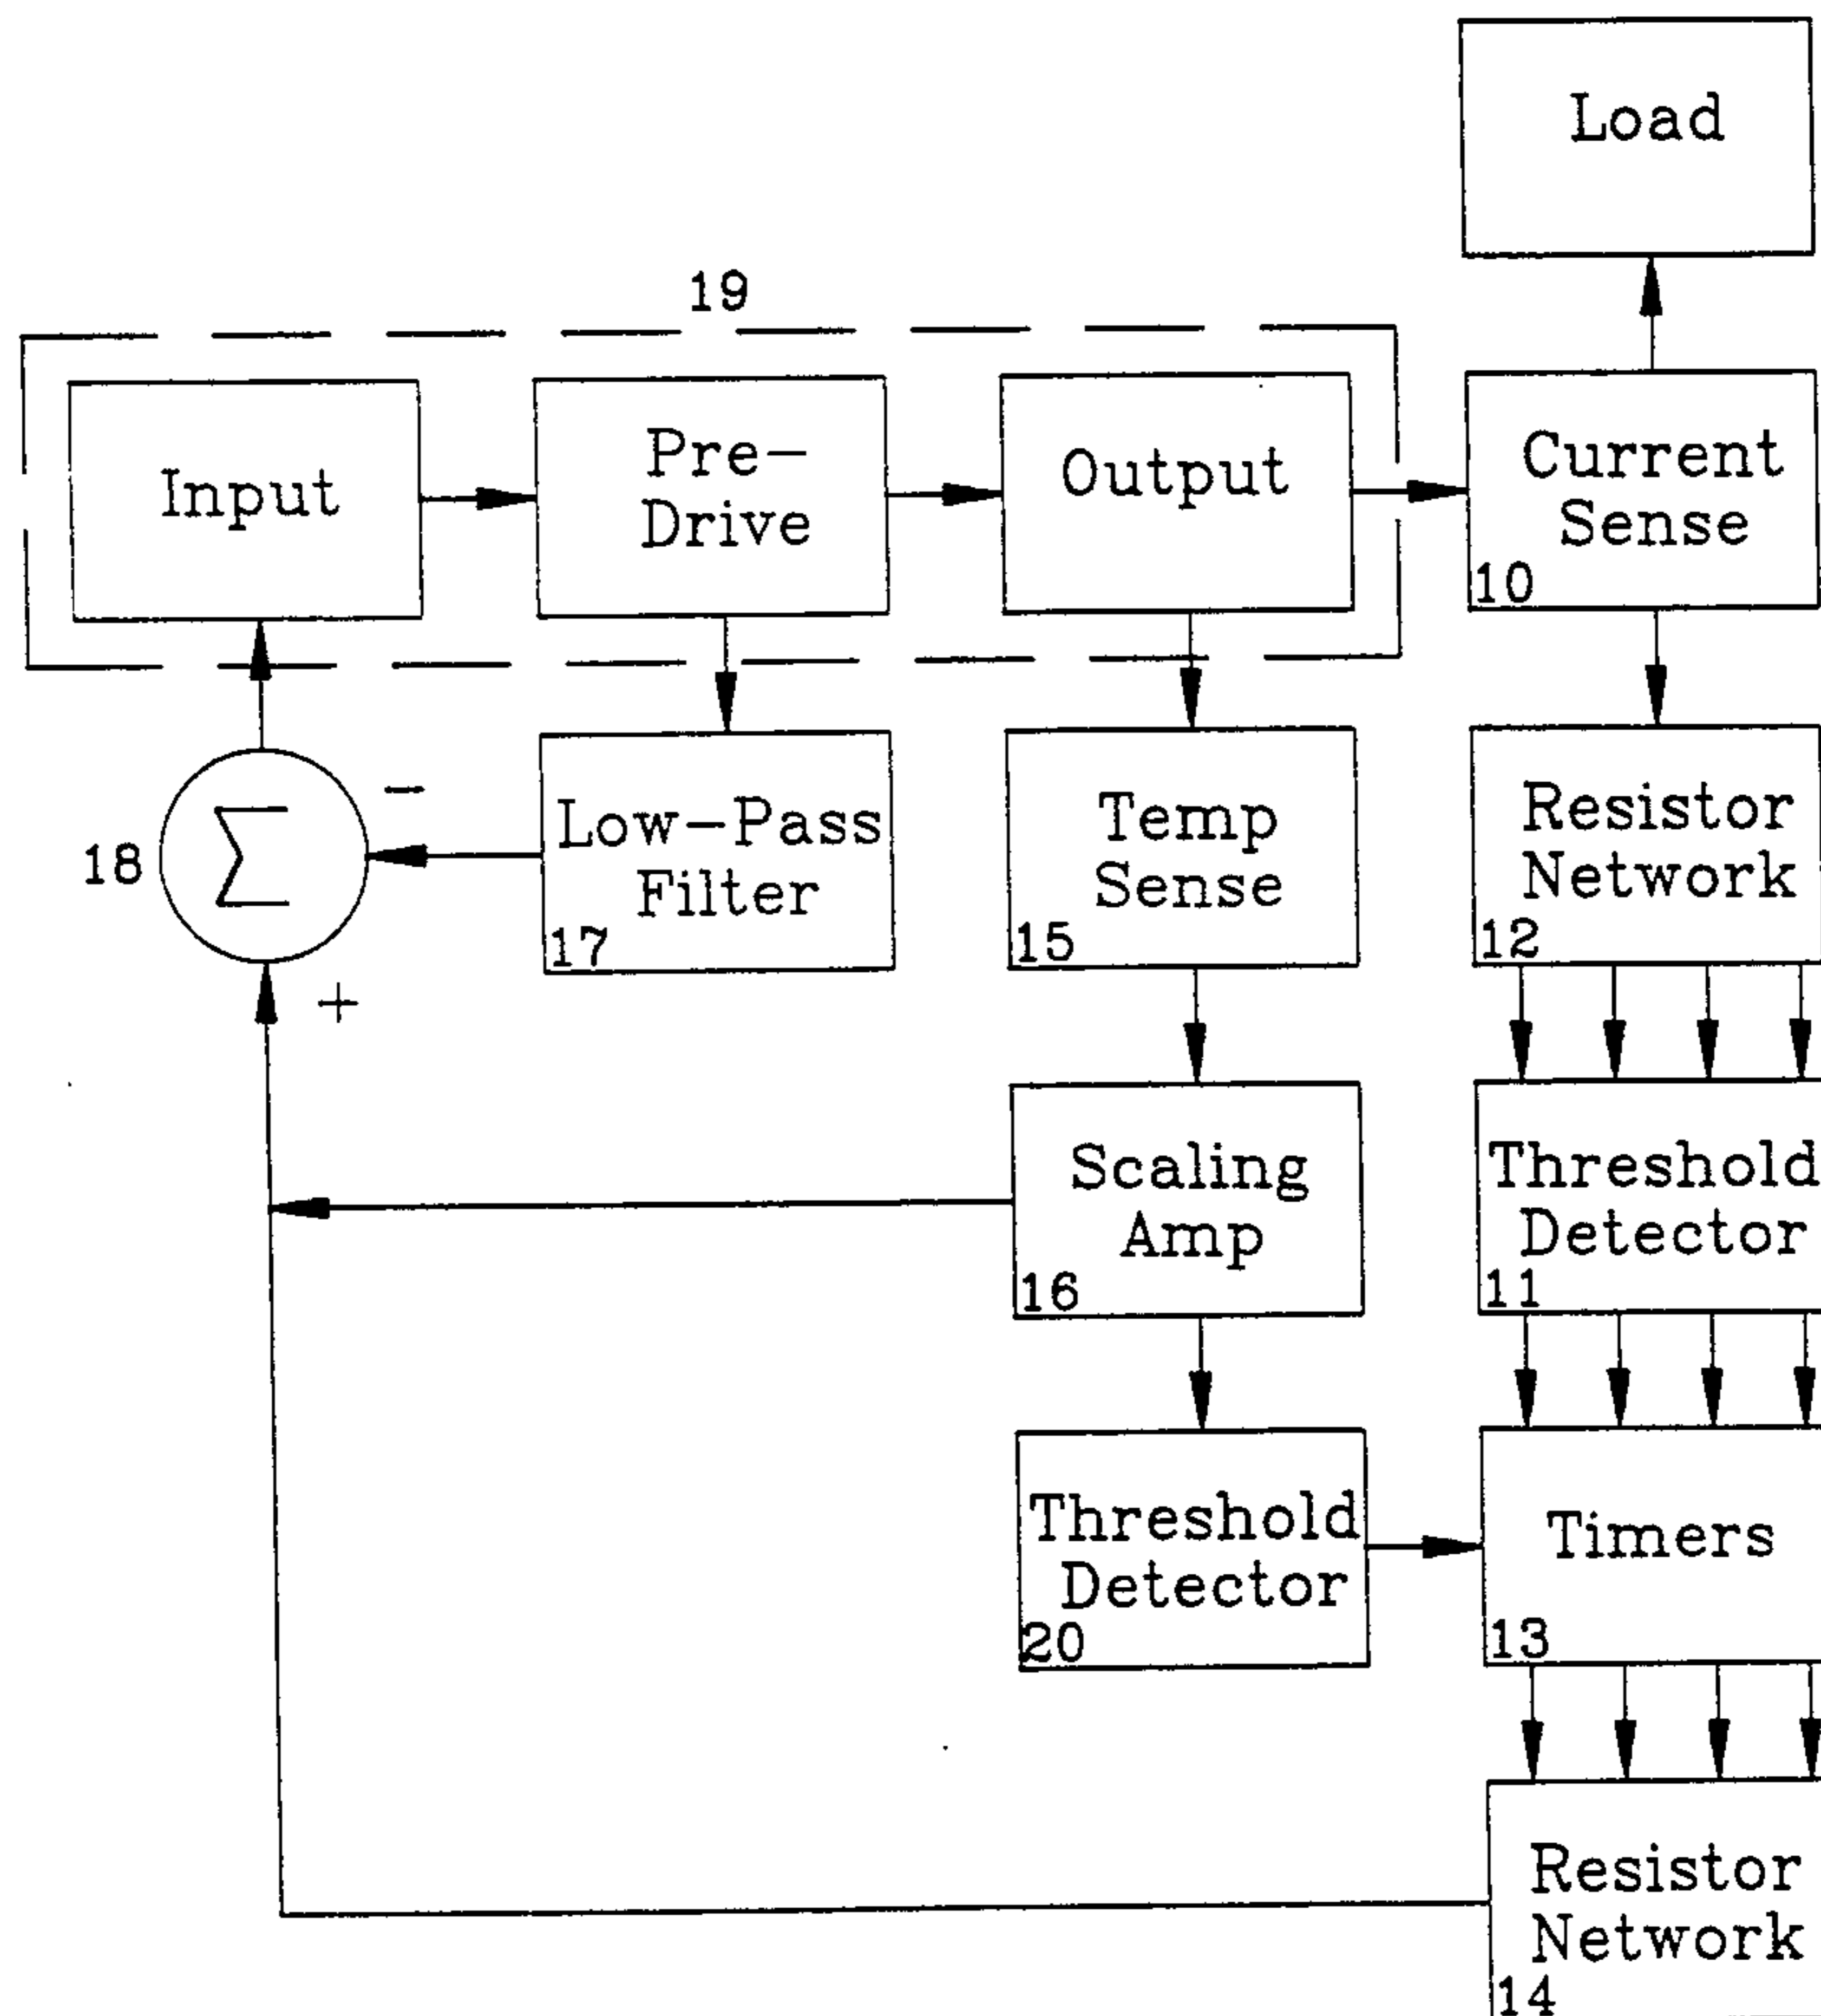 Load
19
Input
Pre-
Drive
Output
Current
Sense
10
18
Σ
-
+
Low-Pass
Filter
17
Temp
Sense
15
Resistor
Network
12
Scaling
Amp
16
Threshold
Detector
11
Threshold
Detector
20
Timers
13
Resistor
Network
14